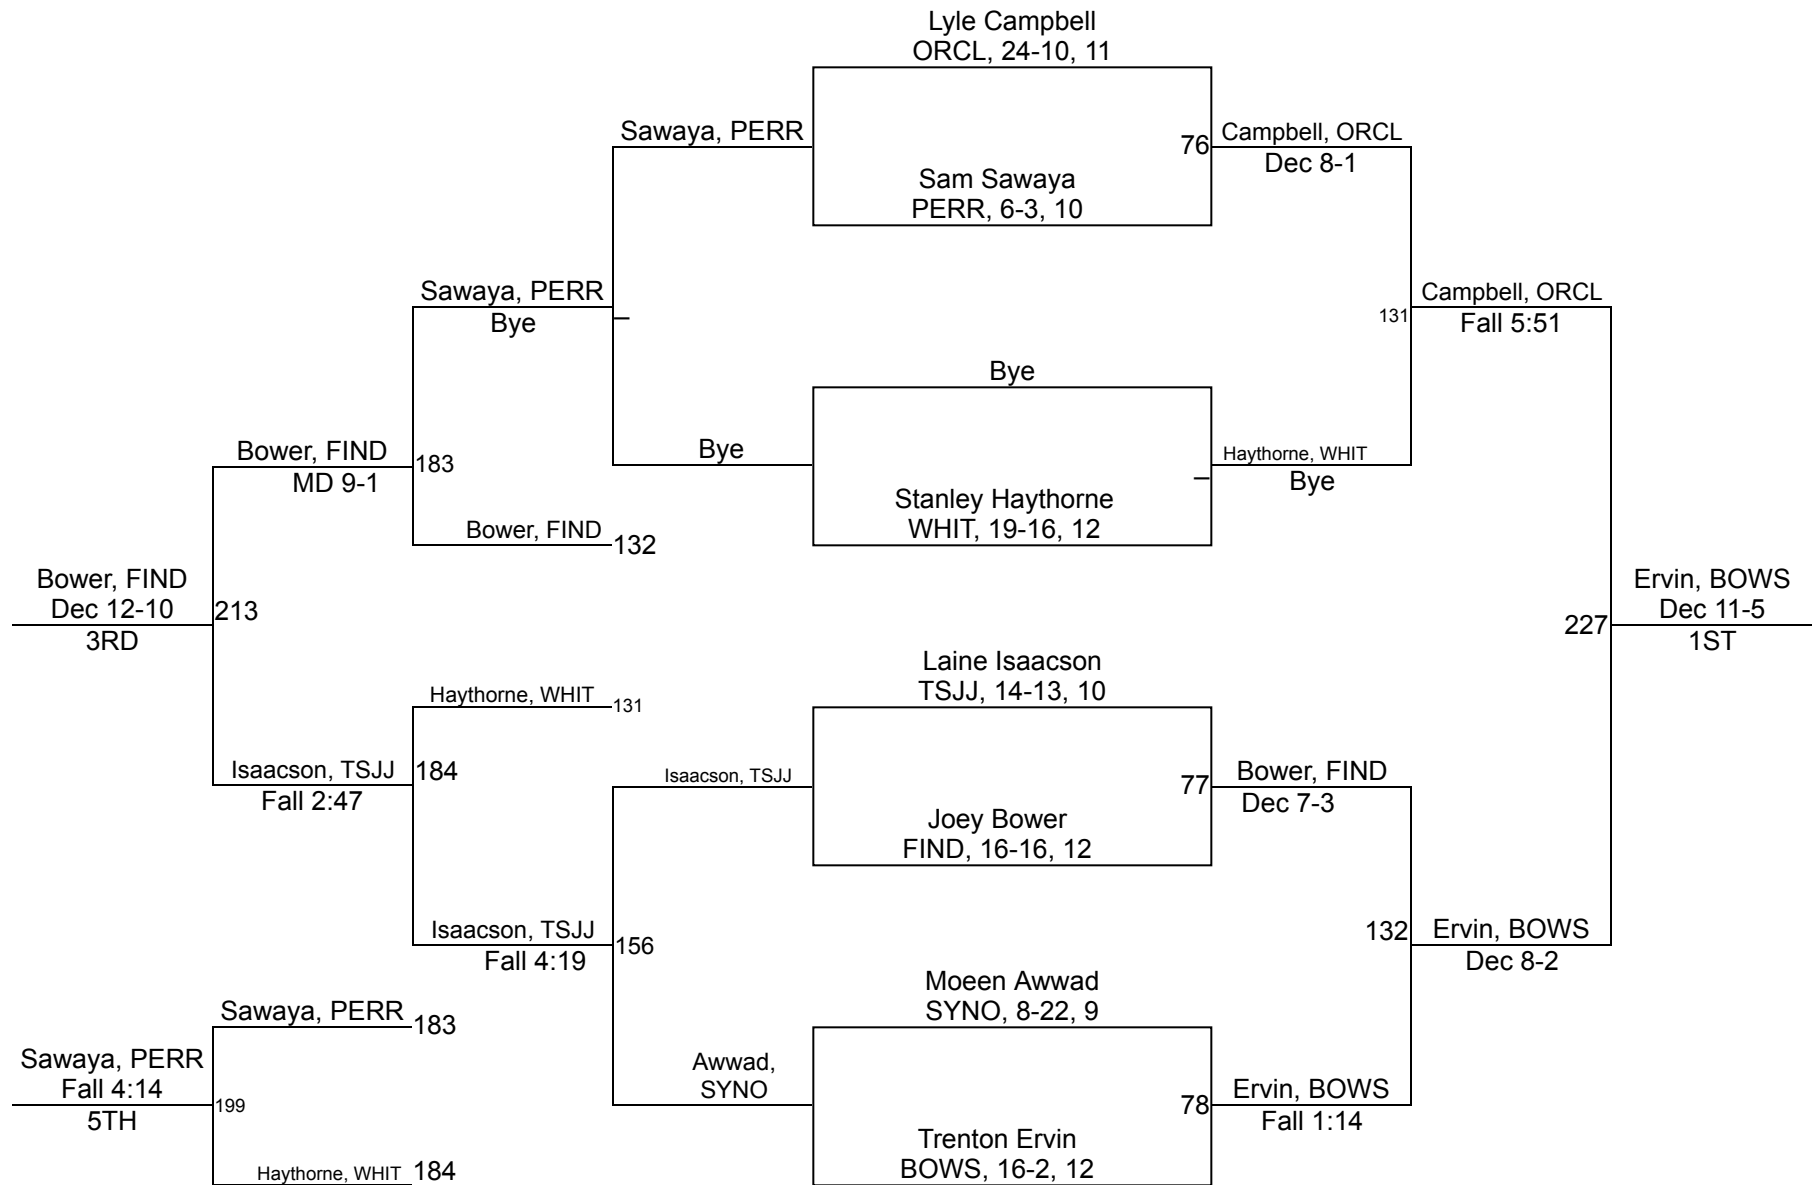 Lyle Campbell
ORCL, 24-10, 11
Sawaya, PERR
76
Campbell, ORCL
Dec 8-1
Sam Sawaya
PERR, 6-3, 10
Sawaya, PERR
Bye
–
131
Campbell, ORCL
Fall 5:51
Bye
Bower, FIND
MD 9-1
183
Bye
–
Haythorne, WHIT
Bye
Stanley Haythorne
WHIT, 19-16, 12
Bower, FIND
132
Bower, FIND
Dec 12-10
3RD
213
227
Ervin, BOWS
Dec 11-5
1ST
Laine Isaacson
TSJJ, 14-13, 10
Haythorne, WHIT
131
Isaacson, TSJJ
Fall 2:47
184
Isaacson, TSJJ
77
Bower, FIND
Dec 7-3
Joey Bower
FIND, 16-16, 12
Isaacson, TSJJ
Fall 4:19
156
132
Ervin, BOWS
Dec 8-2
Moeen Awwad
SYNO, 8-22, 9
Sawaya, PERR
183
Sawaya, PERR
Fall 4:14
5TH
199
Awwad,
SYNO
78
Ervin, BOWS
Fall 1:14
Trenton Ervin
BOWS, 16-2, 12
Haythorne, WHIT
184